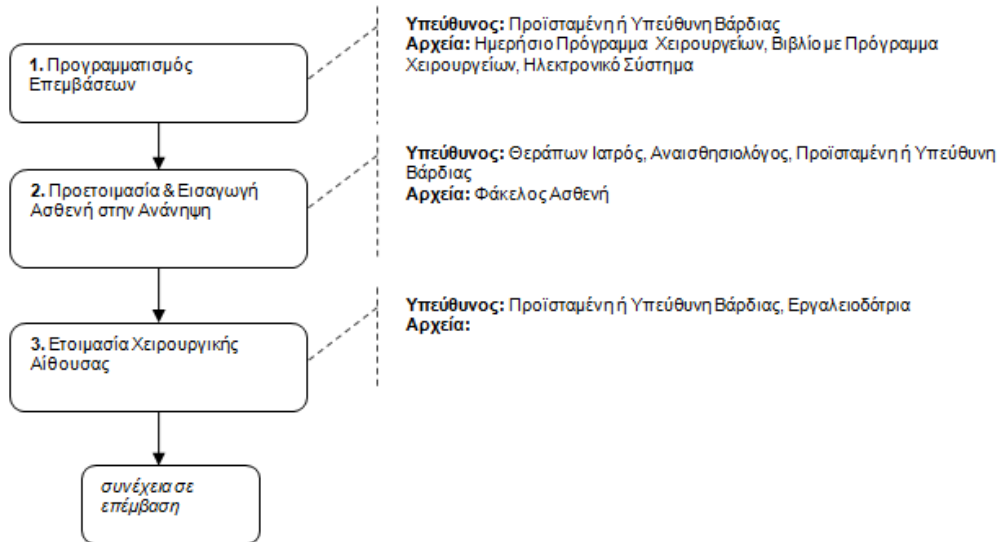 1. Προγραμματισμός
Επεμβάσεων
Υπεύθυνος: Προϊσταμένη ή Υπεύθυνη Βάρδιας
Αρχεία: Ημερήσιο Πρόγραμμα Χειρουργείων, Βιβλίο με Πρόγραμμα
Χειρουργείων, Ηλεκτρονικό Σύστημα
2. Προετοιμασία & Εισαγωγή
Ασθενή στην Ανάνηψη
Υπεύθυνος: Θεράπων Ιατρός, Αναισθησιολόγος, Προϊσταμένη ή Υπεύθυνη
Βάρδιας
Αρχεία: Φάκελος Ασθενή
3. Ετοιμασία Χειρουργικής
Αίθουσας
Υπεύθυνος: Προϊσταμένη ή Υπεύθυνη Βάρδιας, Εργαλειοδότρια
Αρχεία:
συνέχεια σε
επέμβαση